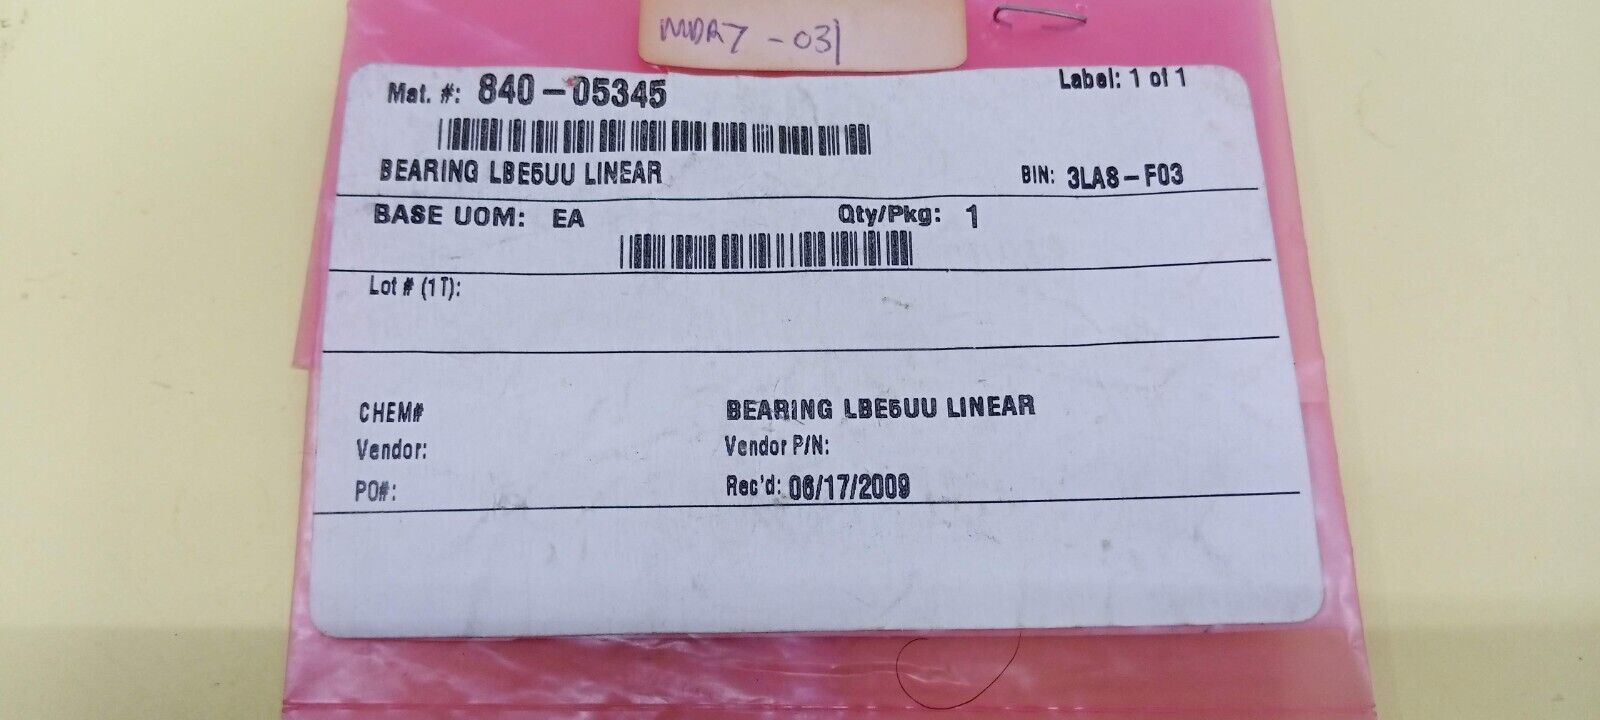 MDR7-031
Mat. #: 840-05345
Label: 1 of 1
BEARING LBE5UU LINEAR
BIN: 3LA8-F03
BASE UOM: EA
Qty/Pkg: 1
Lot # (1T):
CHEM#
BEARING LBE5UU LINEAR
Vendor:
Vendor P/N:
PO#:
Rec'd: 06/17/2009